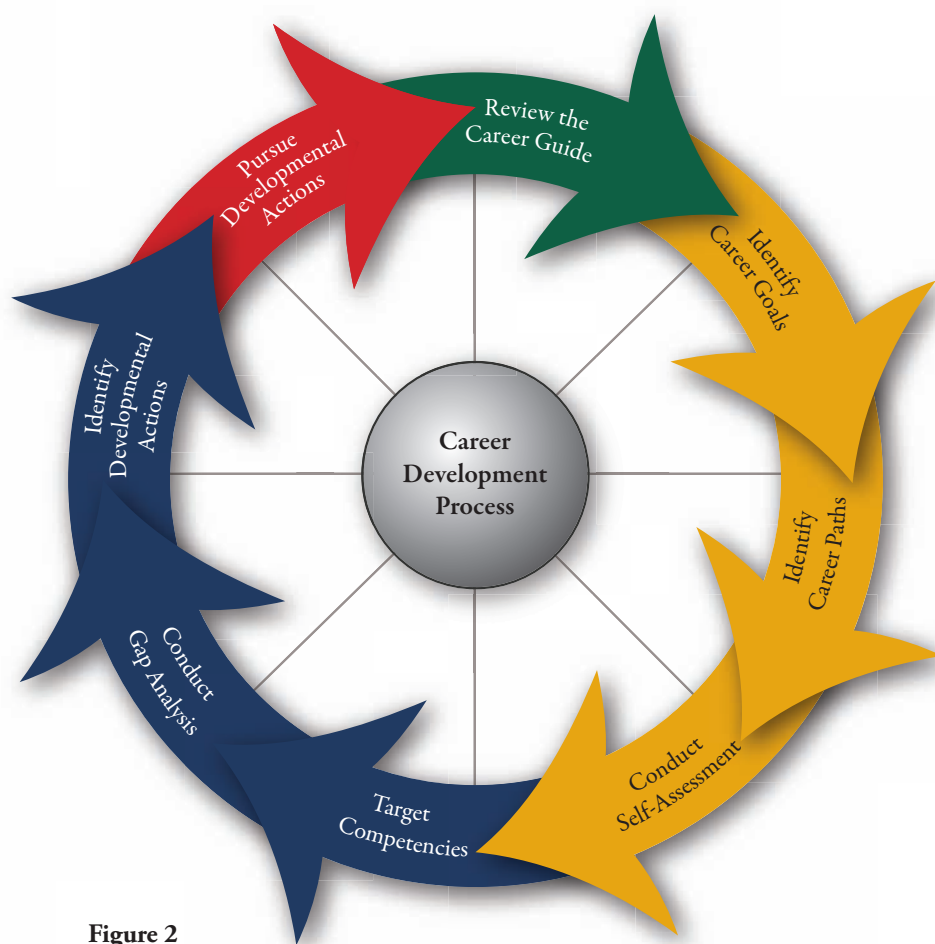 Review the
Career Guide
Identify
Career Goals
Identify
Career Paths
Conduct
Self-Assessment
Target
Competencies
Conduct
Gap Analysis
Identify
Developmental
Actions
Pursue
Developmental
Actions
Career
Development
Process
Figure 2